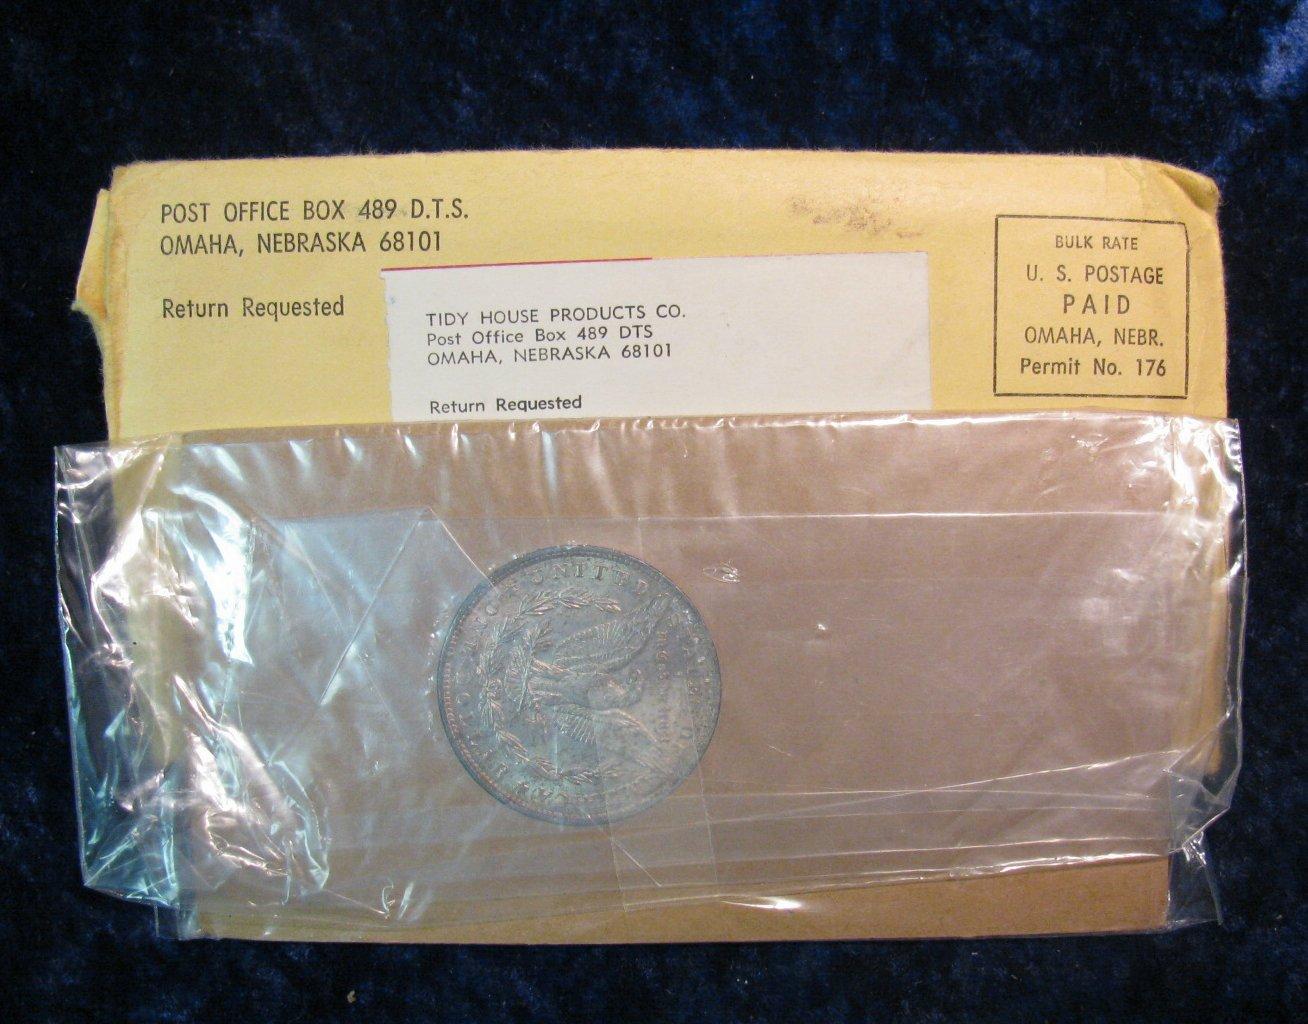 POST OFFICE BOX 489 D.T.S.
OMAHA, NEBRASKA 68101
Return Requested
BULK RATE
U. S. POSTAGE
PAID
OMAHA, NEBR.
Permit No. 176
TIDY HOUSE PRODUCTS CO.
Post Office Box 489 DTS
OMAHA, NEBRASKA 68101
Return Requested
UNITED